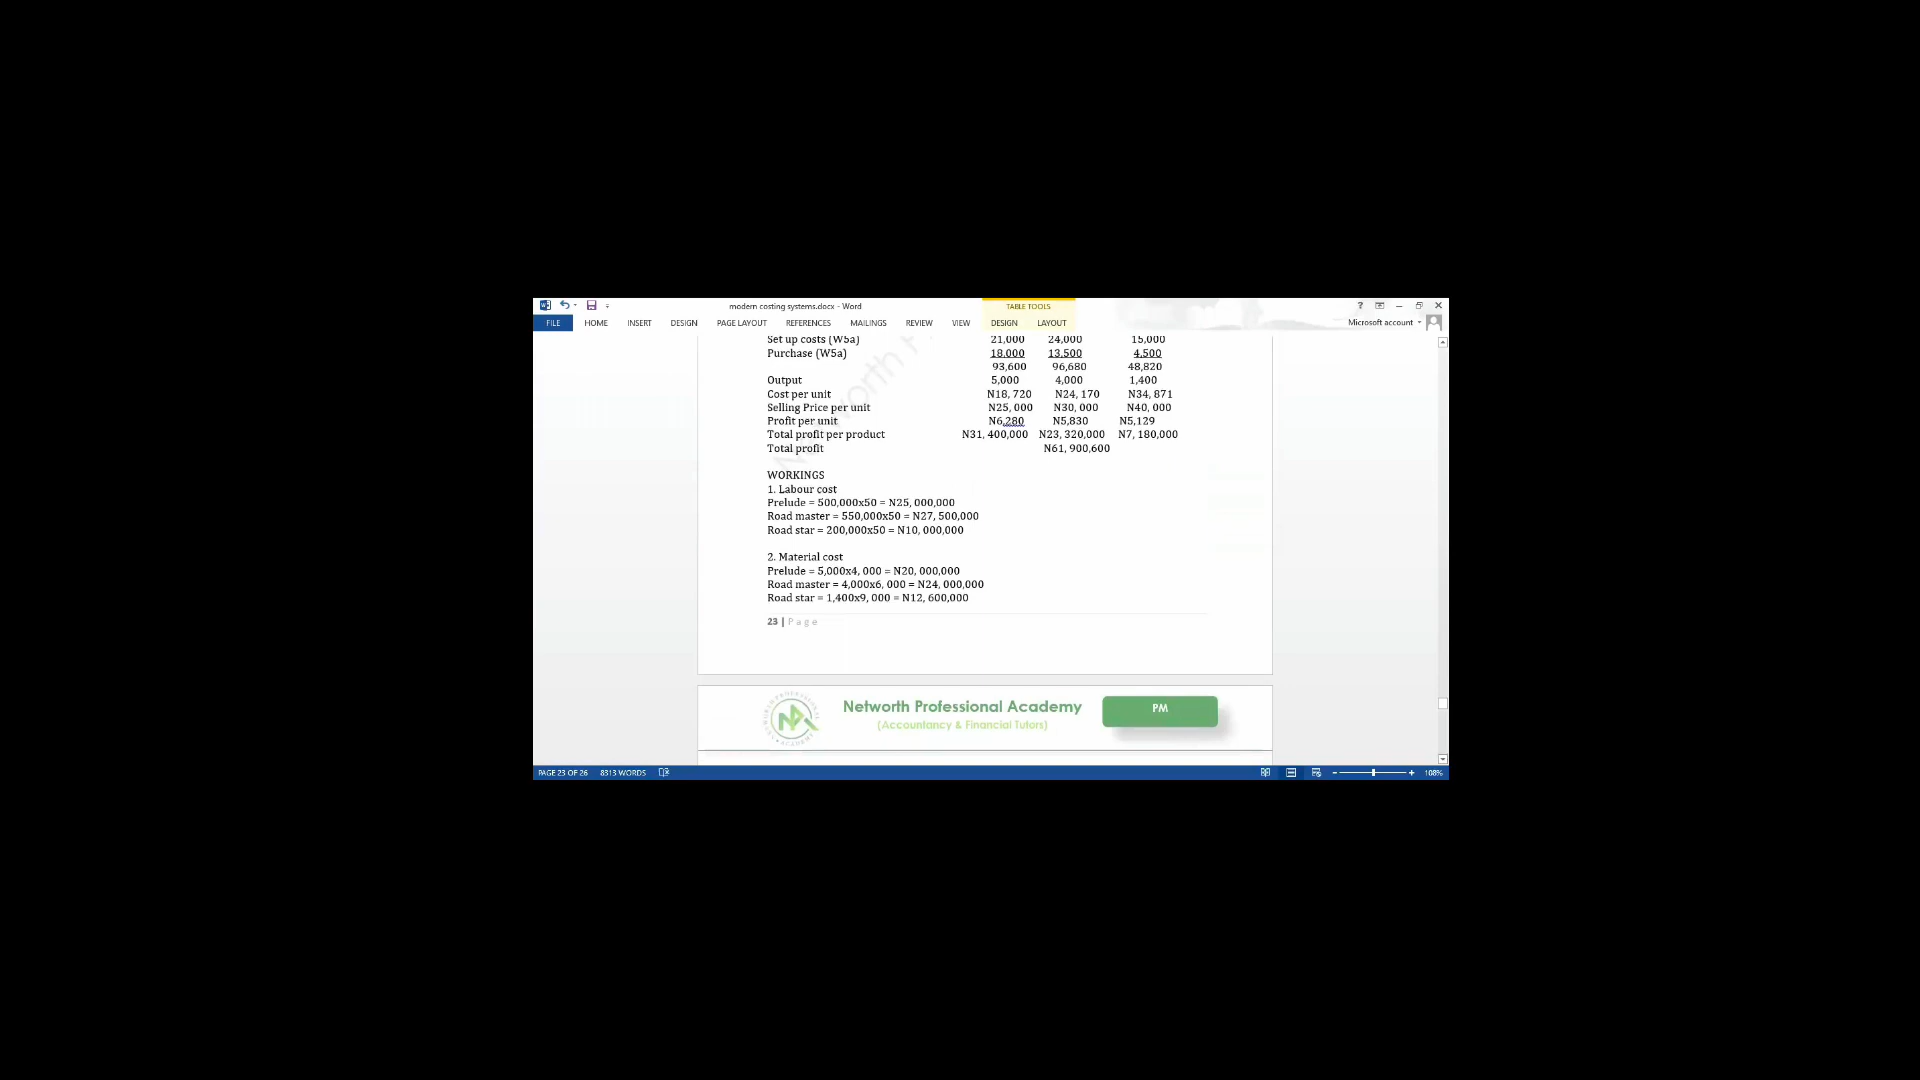 modern costing systems.docx - Word
TABLE TOOLS
FILE HOME INSERT DESIGN PAGE LAYOUT REFERENCES MAILINGS REVIEW VIEW DESIGN LAYOUT
Microsoft account
Set up costs (W5a) 21,000 24,000 15,000
Purchase (W5a) 18,000 13,500 4,500
93,600 96,680 48,820
Output 5,000 4,000 1,400
Cost per unit N18, 720 N24, 170 N34, 871
Selling Price per unit N25, 000 N30, 000 N40, 000
Profit per unit N6,280 N5,830 N5,129
Total profit per product N31, 400,000 N23, 320,000 N7, 180,000
Total profit N61, 900,600
WORKINGS
1. Labour cost
Prelude = 500,000x50 = N25, 000,000
Road master = 550,000x50 = N27, 500,000
Road star = 200,000x50 = N10, 000,000
2. Material cost
Prelude = 5,000x4, 000 = N20, 000,000
Road master = 4,000x6, 000 = N24, 000,000
Road star = 1,400x9, 000 = N12, 600,000
23 | Page
Networth Professional Academy
(Accountancy & Financial Tutors)
PM
PAGE 23 OF 26 8313 WORDS
108%